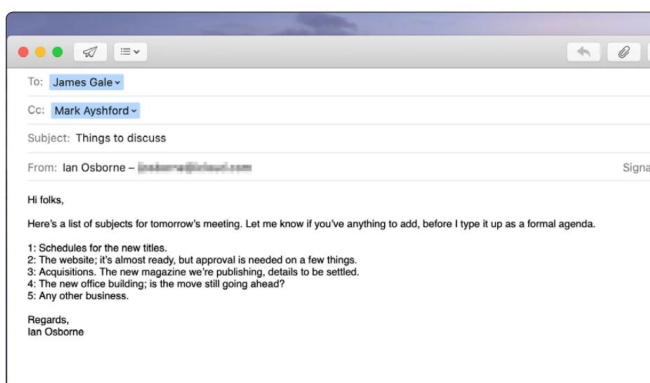 To: James Gale
Cc: Mark Ayshford
Subject: Things to discuss
From: Ian Osborne –
Signa
Hi folks,
Here's a list of subjects for tomorrow's meeting. Let me know if you've anything to add, before I type it up as a formal agenda.
1: Schedules for the new titles.
2: The website; it's almost ready, but approval is needed on a few things.
3: Acquisitions. The new magazine we're publishing, details to be settled.
4: The new office building; is the move still going ahead?
5: Any other business.
Regards,
Ian Osborne